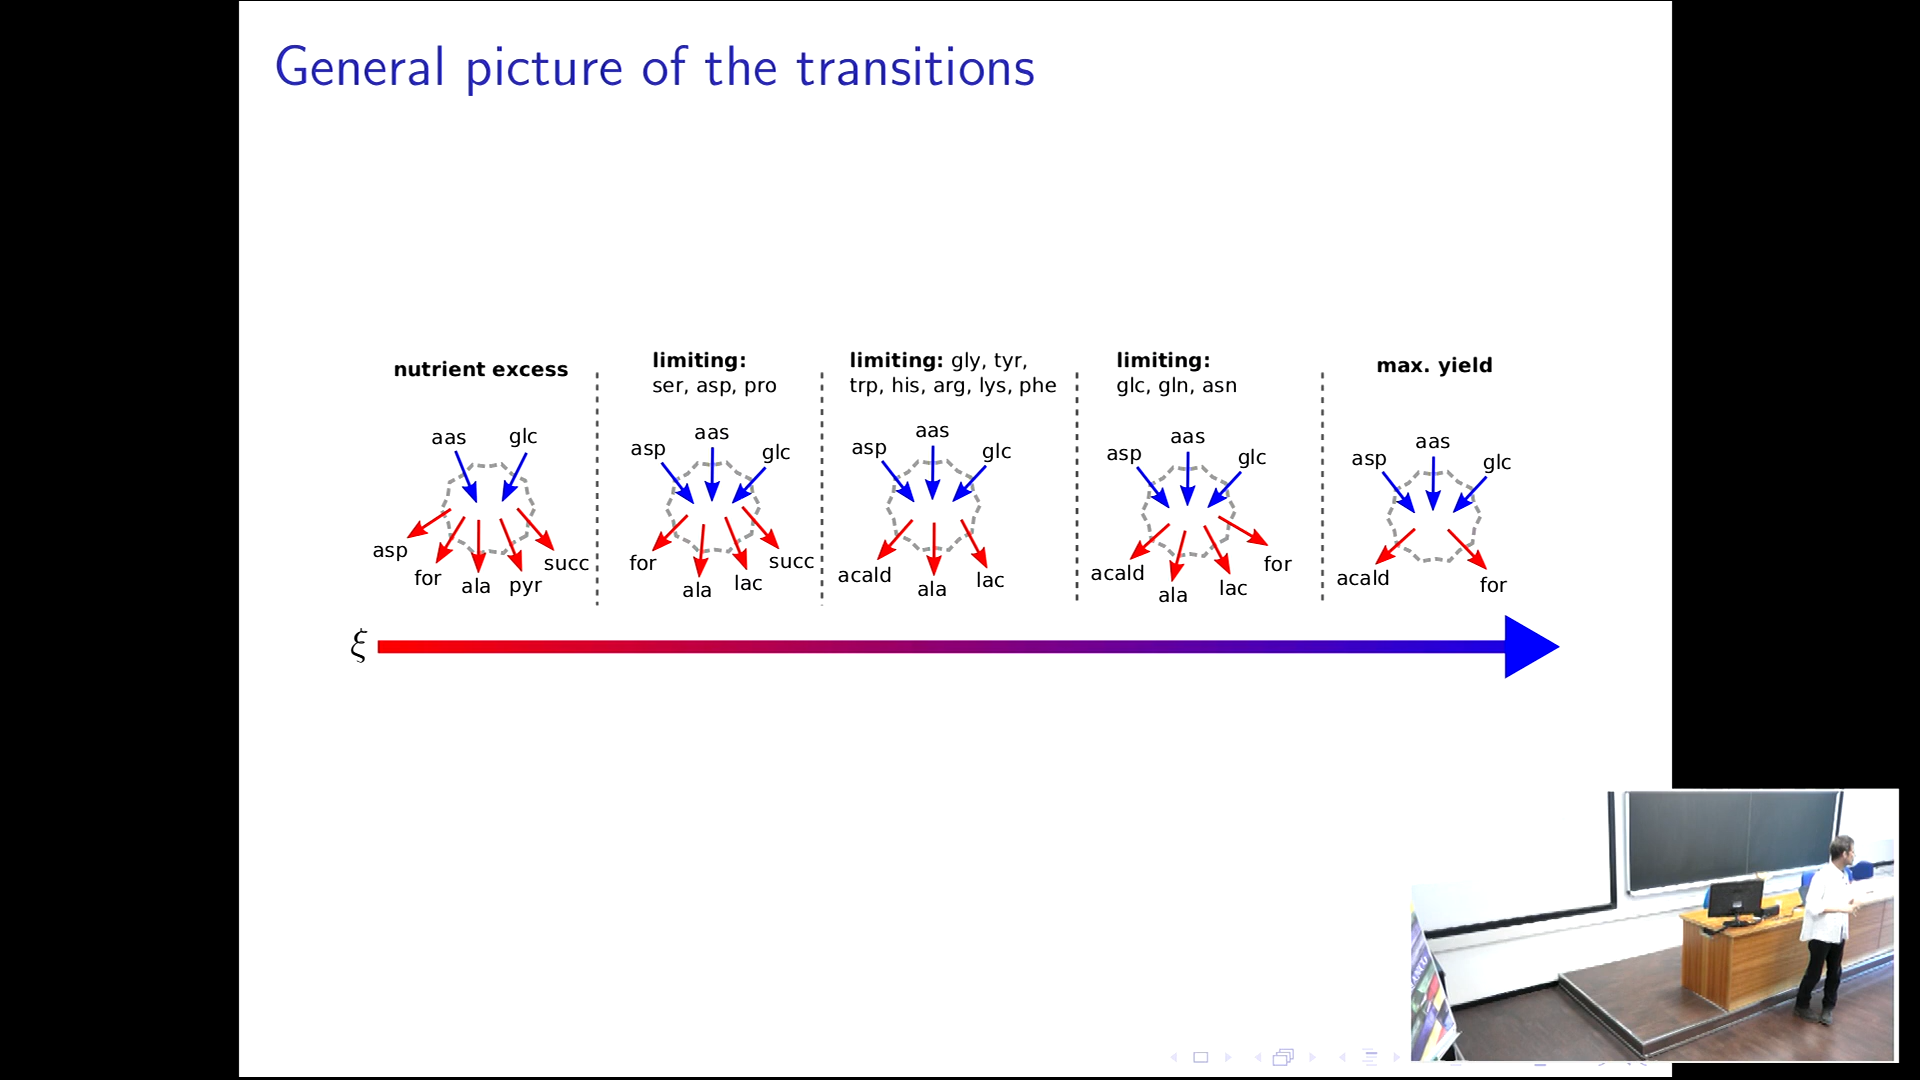 General picture of the transitions
nutrient excess
aas glc
asp for ala pyr succ
limiting:
ser, asp, pro
asp aas glc
for ala lac succ
limiting: gly, tyr,
trp, his, arg, lys, phe
asp aas glc
acald ala lac
limiting:
glc, gln, asn
asp aas glc
acald ala lac for
max. yield
asp aas glc
acald for
ξ